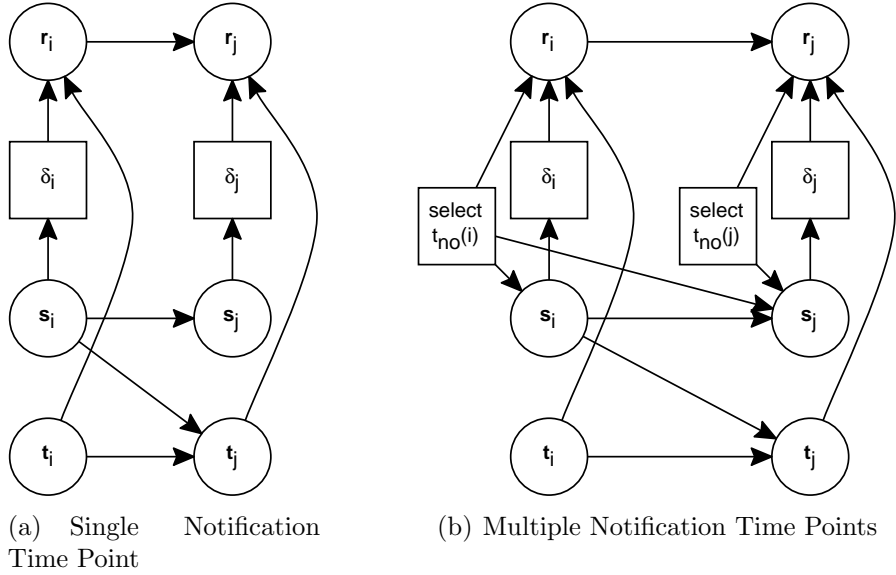 r_i r_j r_i r_j
δ_i δ_j δ_i δ_j
select select
t_no(i) t_no(j)
s_i s_j s_i s_j
t_i t_j t_i t_j
(a) Single Notification
Time Point
(b) Multiple Notification Time Points